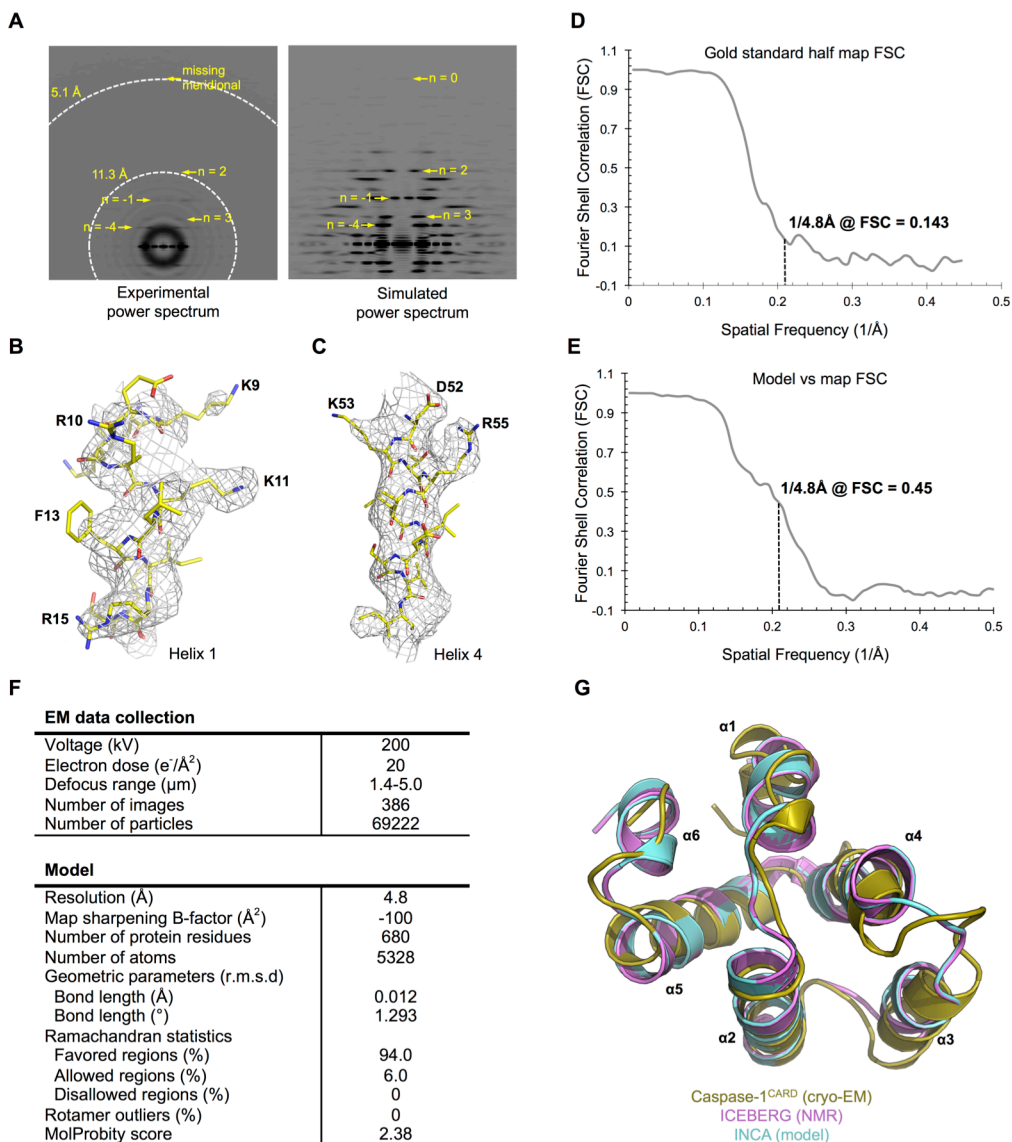 A
missing
meridional
5.1 Å
11.3 Å
n = 2
n = -1
n = 3
n = -4
Experimental
power spectrum
n = 0
n = 2
n = -1
n = 3
n = -4
Simulated
power spectrum
B
K9
R10
K11
F13
R15
Helix 1
C
D52
K53
R55
Helix 4
D
Gold standard half map FSC
Fourier Shell Correlation (FSC)
1.1
0.9
0.7
0.5
0.3
0.1
-0.1
1/4.8Å @ FSC = 0.143
0 0.1 0.2 0.3 0.4 0.5
Spatial Frequency (1/Å)
E
Model vs map FSC
Fourier Shell Correlation (FSC)
1.1
0.9
0.7
0.5
0.3
0.1
-0.1
1/4.8Å @ FSC = 0.45
0 0.1 0.2 0.3 0.4 0.5
Spatial Frequency (1/Å)
F
EM data collection
Voltage (kV) 200
Electron dose (e⁻/Å²) 20
Defocus range (µm) 1.4-5.0
Number of images 386
Number of particles 69222
Model
Resolution (Å) 4.8
Map sharpening B-factor (Å²) -100
Number of protein residues 680
Number of atoms 5328
Geometric parameters (r.m.s.d)
Bond length (Å) 0.012
Bond length (°) 1.293
Ramachandran statistics
Favored regions (%) 94.0
Allowed regions (%) 6.0
Disallowed regions (%) 0
Rotamer outliers (%) 0
MolProbity score 2.38
G
α1
α6
α4
α5
α2
α3
Caspase-1ᶜᴬᴿᴰ (cryo-EM)
ICEBERG (NMR)
INCA (model)